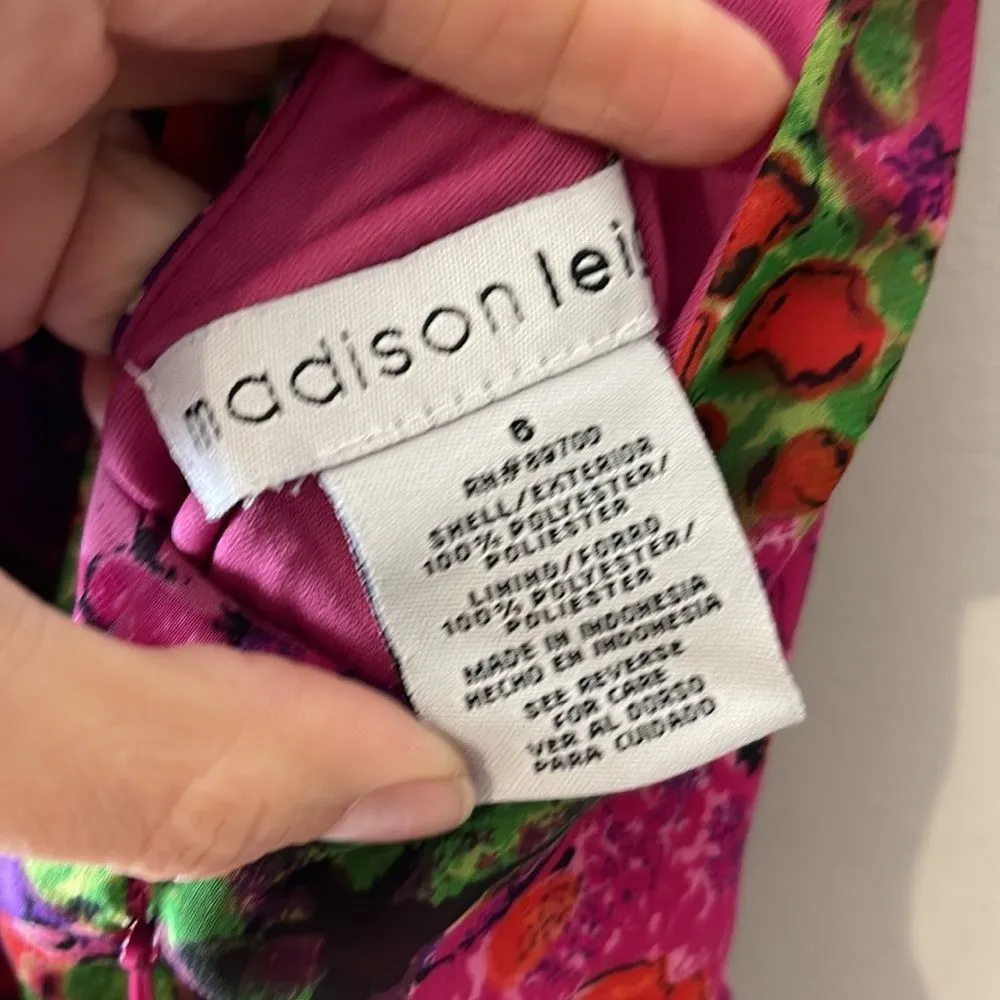 madison lei
6
RN#89700
SHELL/EXTERIOR
100% POLYESTER/
POLIESTER
LINING/FORRO
100% POLYESTER/
POLIESTER
MADE IN INDONESIA
HECHO EN INDONESIA
SEE REVERSE
FOR CARE
VER AL DORSO
PARA CUIDADO